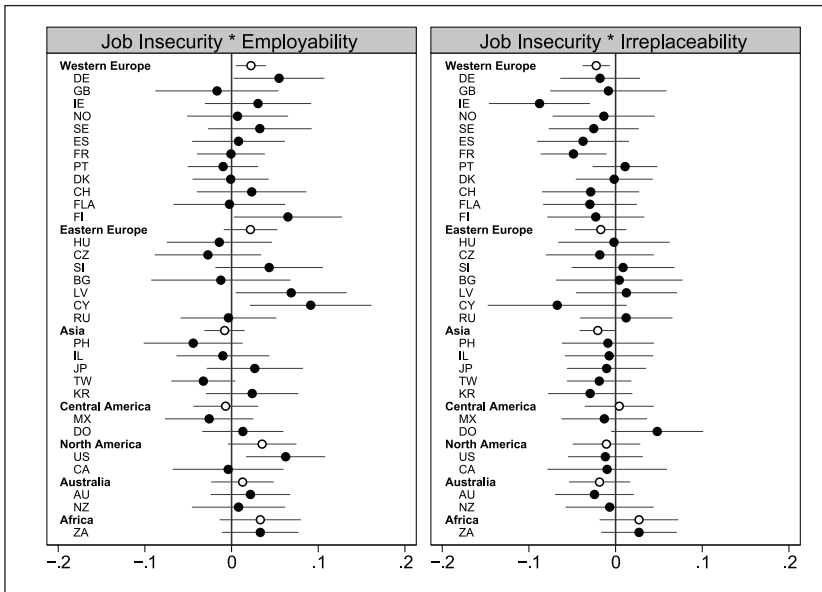 Job Insecurity * Employability
Western Europe
DE
GB
IE
NO
SE
ES
FR
PT
DK
CH
FLA
FI
Eastern Europe
HU
CZ
SI
BG
LV
CY
RU
Asia
PH
IL
JP
TW
KR
Central America
MX
DO
North America
US
CA
Australia
AU
NZ
Africa
ZA
-.2 -.1 0 .1 .2
Job Insecurity * Irreplaceability
Western Europe
DE
GB
IE
NO
SE
ES
FR
PT
DK
CH
FLA
FI
Eastern Europe
HU
CZ
SI
BG
LV
CY
RU
Asia
PH
IL
JP
TW
KR
Central America
MX
DO
North America
US
CA
Australia
AU
NZ
Africa
ZA
-.2 -.1 0 .1 .2